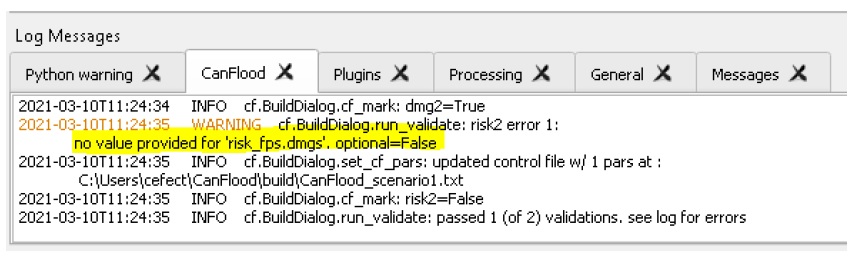 Log Messages
Python warning X CanFlood X Plugins X Processing X General X Messages X
2021-03-10T11:24:34 INFO cf.BuildDialog.cf_mark: dmg2=True
2021-03-10T11:24:35 WARNING cf.BuildDialog.run_validate: risk2 error 1:
no value provided for 'risk_fps.dmgs'. optional=False
2021-03-10T11:24:35 INFO cf.BuildDialog.set_cf_pars: updated control file w/ 1 pars at :
C:\Users\cefect\CanFlood\build\CanFlood_scenario1.txt
2021-03-10T11:24:35 INFO cf.BuildDialog.cf_mark: risk2=False
2021-03-10T11:24:35 INFO cf.BuildDialog.run_validate: passed 1 (of 2) validations. see log for errors